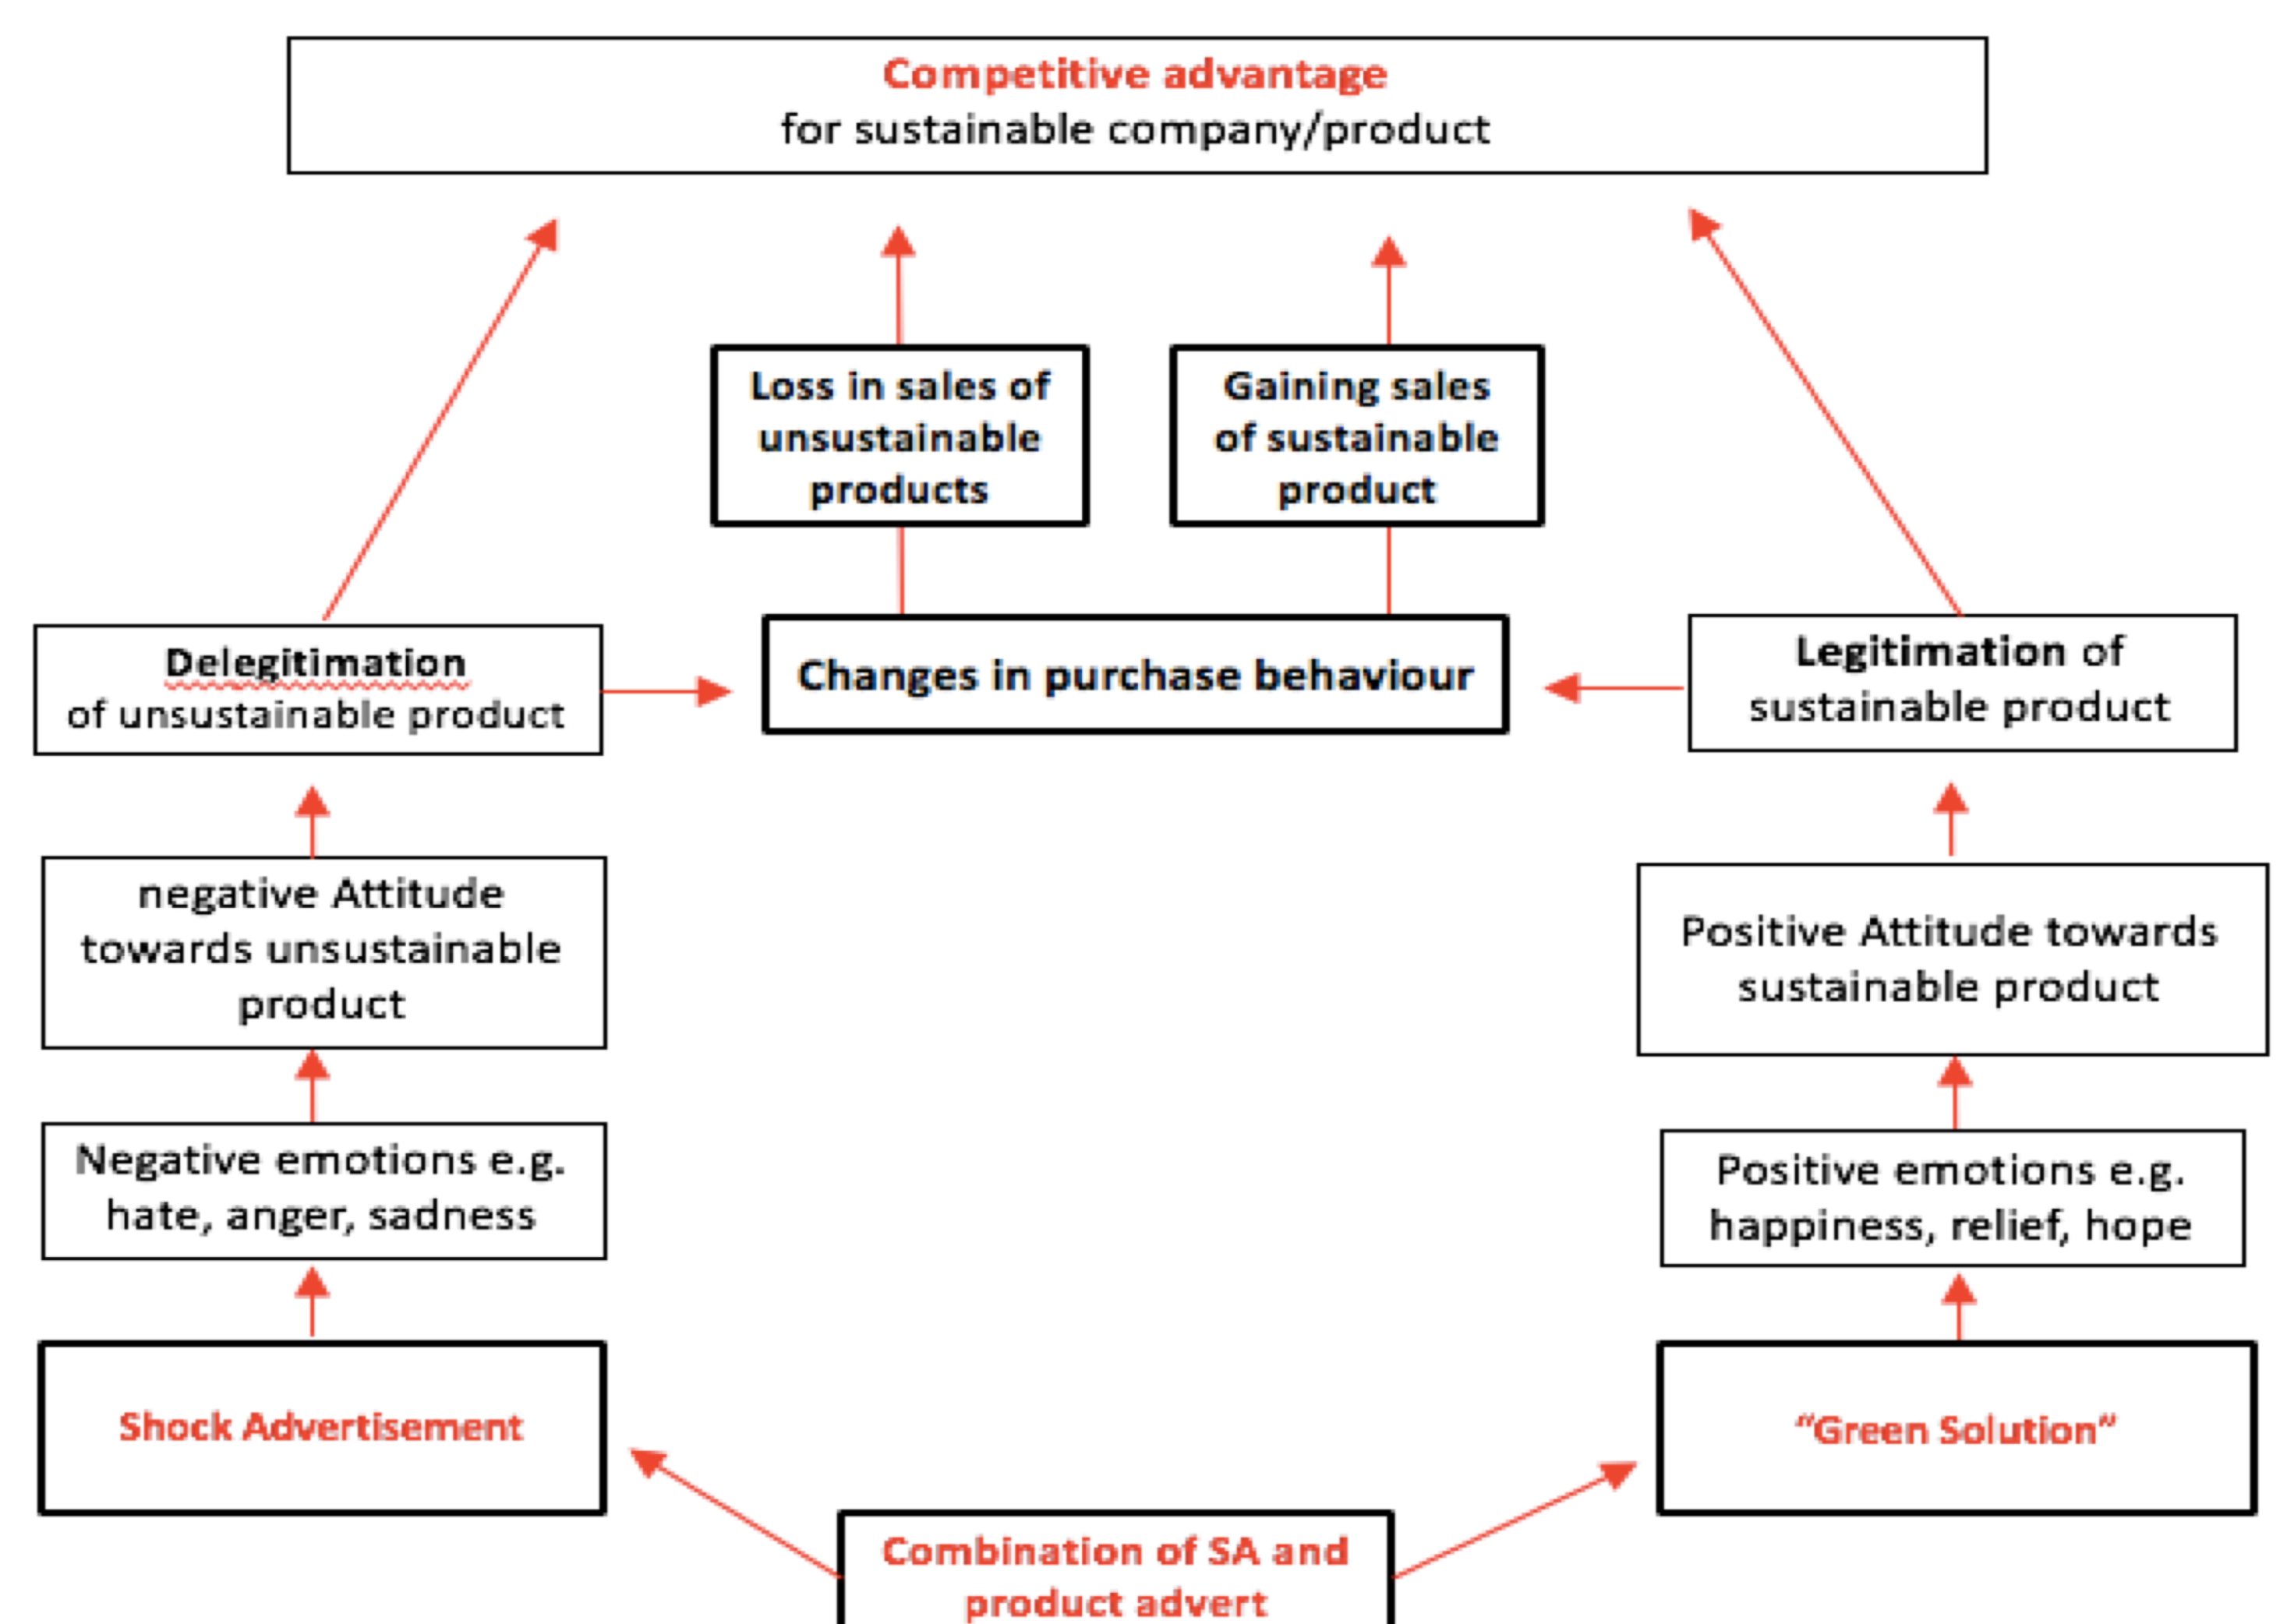 Competitive advantage
for sustainable company/product
Loss in sales of
unsustainable
products
Gaining sales
of sustainable
product
Delegitimation
of unsustainable product
Changes in purchase behaviour
Legitimation of
sustainable product
negative Attitude
towards unsustainable
product
Positive Attitude towards
sustainable product
Negative emotions e.g.
hate, anger, sadness
Positive emotions e.g.
happiness, relief, hope
Shock Advertisement
“Green Solution”
Combination of SA and
product advert